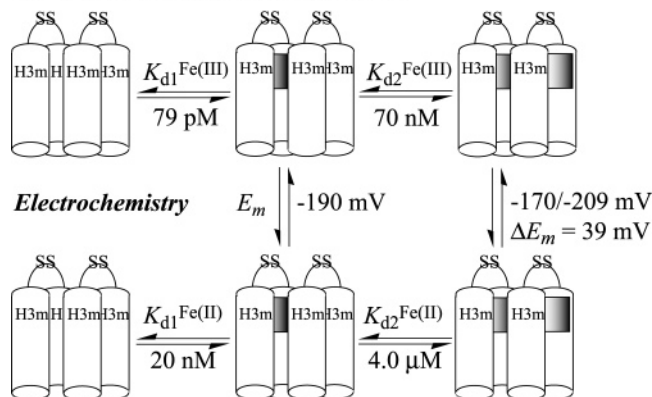 SS SS SS SS SS SS
H3m H H3m H3m K_d1^Fe(III) H3m H3m H3m K_d2^Fe(III) H3m H3m
79 pM 70 nM
Electrochemistry E_m -190 mV -170/-209 mV
ΔE_m = 39 mV
SS SS SS SS SS SS
H3m H H3m H3m K_d1^Fe(II) H3m H3m H3m K_d2^Fe(II) H3m H3m
20 nM 4.0 μM